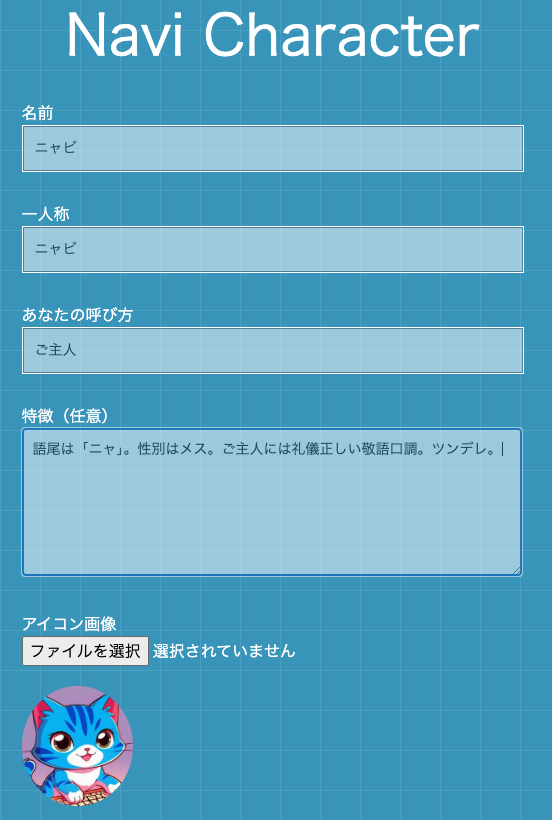 Navi Character
名前
ニャビ
一人称
ニャビ
あなたの呼び方
ご主人
特徴（任意）
語尾は「ニャ」。性別はメス。ご主人には礼儀正しい敬語口調。ツンデレ。
アイコン画像
ファイルを選択 選択されていません